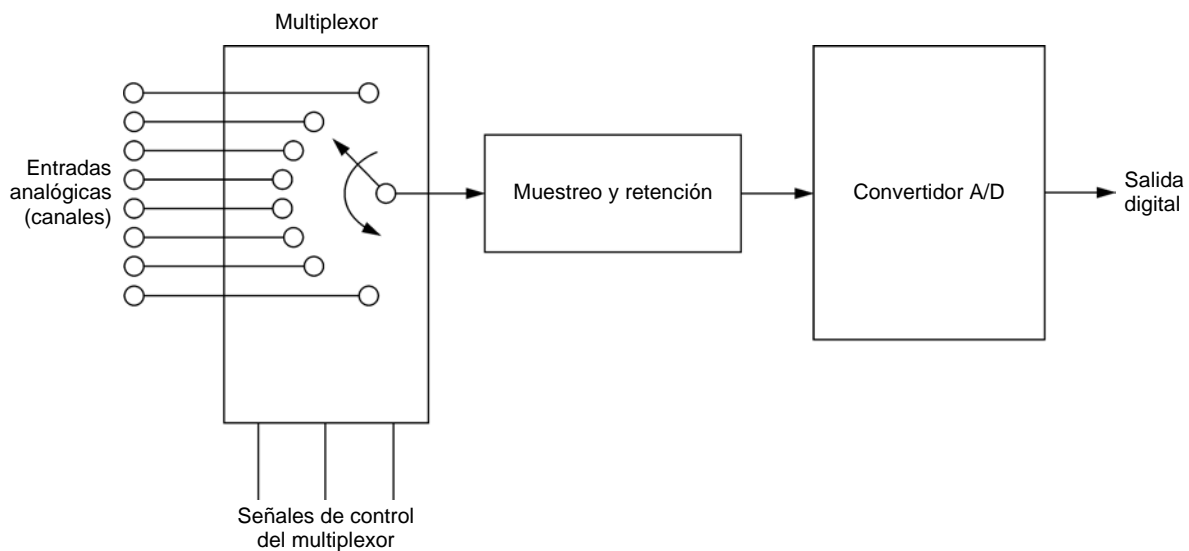 Multiplexor
Entradas
analógicas
(canales)
Muestreo y retención
Convertidor A/D
Salida
digital
Señales de control
del multiplexor